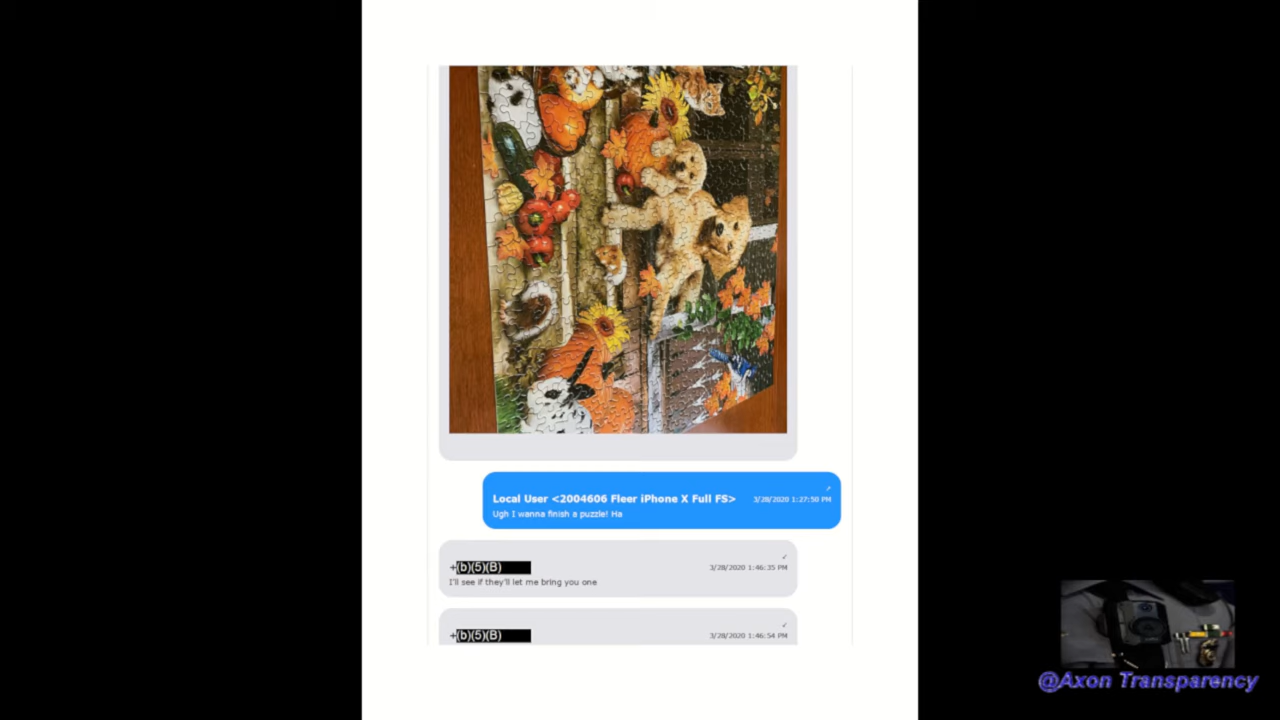 Local User <2004606 Fleer iPhone X Full FS> 3/28/2020 1:27:50 PM
Ugh I wanna finish a puzzle! Ha
+(b)(5)(B) 3/28/2020 1:46:35 PM
I'll see if they'll let me bring you one
+(b)(5)(B) 3/28/2020 1:46:54 PM
@Axon Transparency